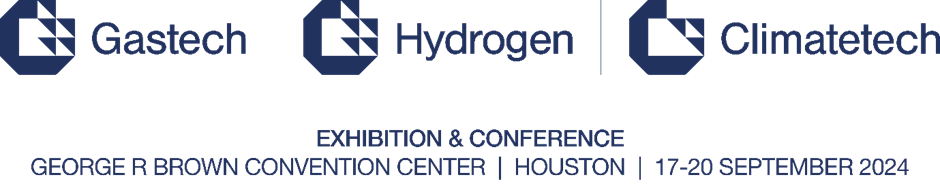 Gastech Hydrogen Climatetech
EXHIBITION & CONFERENCE
GEORGE R BROWN CONVENTION CENTER | HOUSTON | 17-20 SEPTEMBER 2024